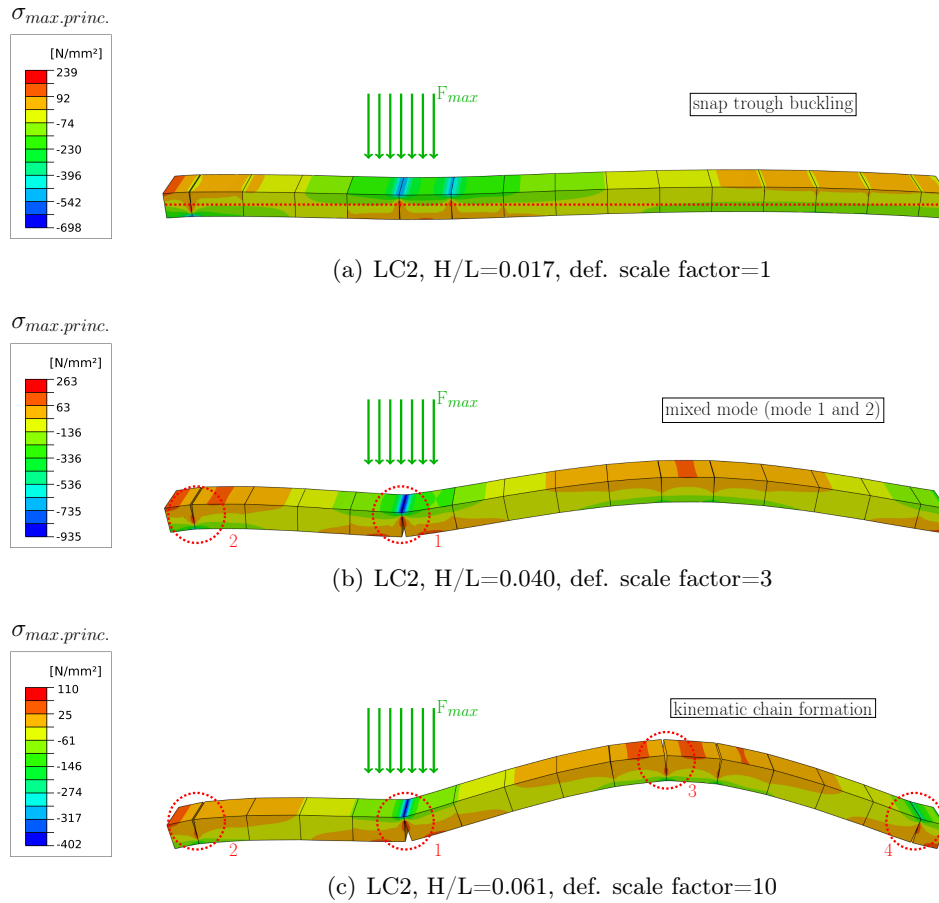 σmax.princ.
[N/mm²]
239
92
-74
-230
-396
-542
-698
Fmax
snap trough buckling
(a) LC2, H/L=0.017, def. scale factor=1
σmax.princ.
[N/mm²]
263
63
-136
-336
-536
-735
-935
Fmax
mixed mode (mode 1 and 2)
2
1
(b) LC2, H/L=0.040, def. scale factor=3
σmax.princ.
[N/mm²]
110
25
-61
-146
-274
-317
-402
Fmax
kinematic chain formation
3
2
1
4
(c) LC2, H/L=0.061, def. scale factor=10